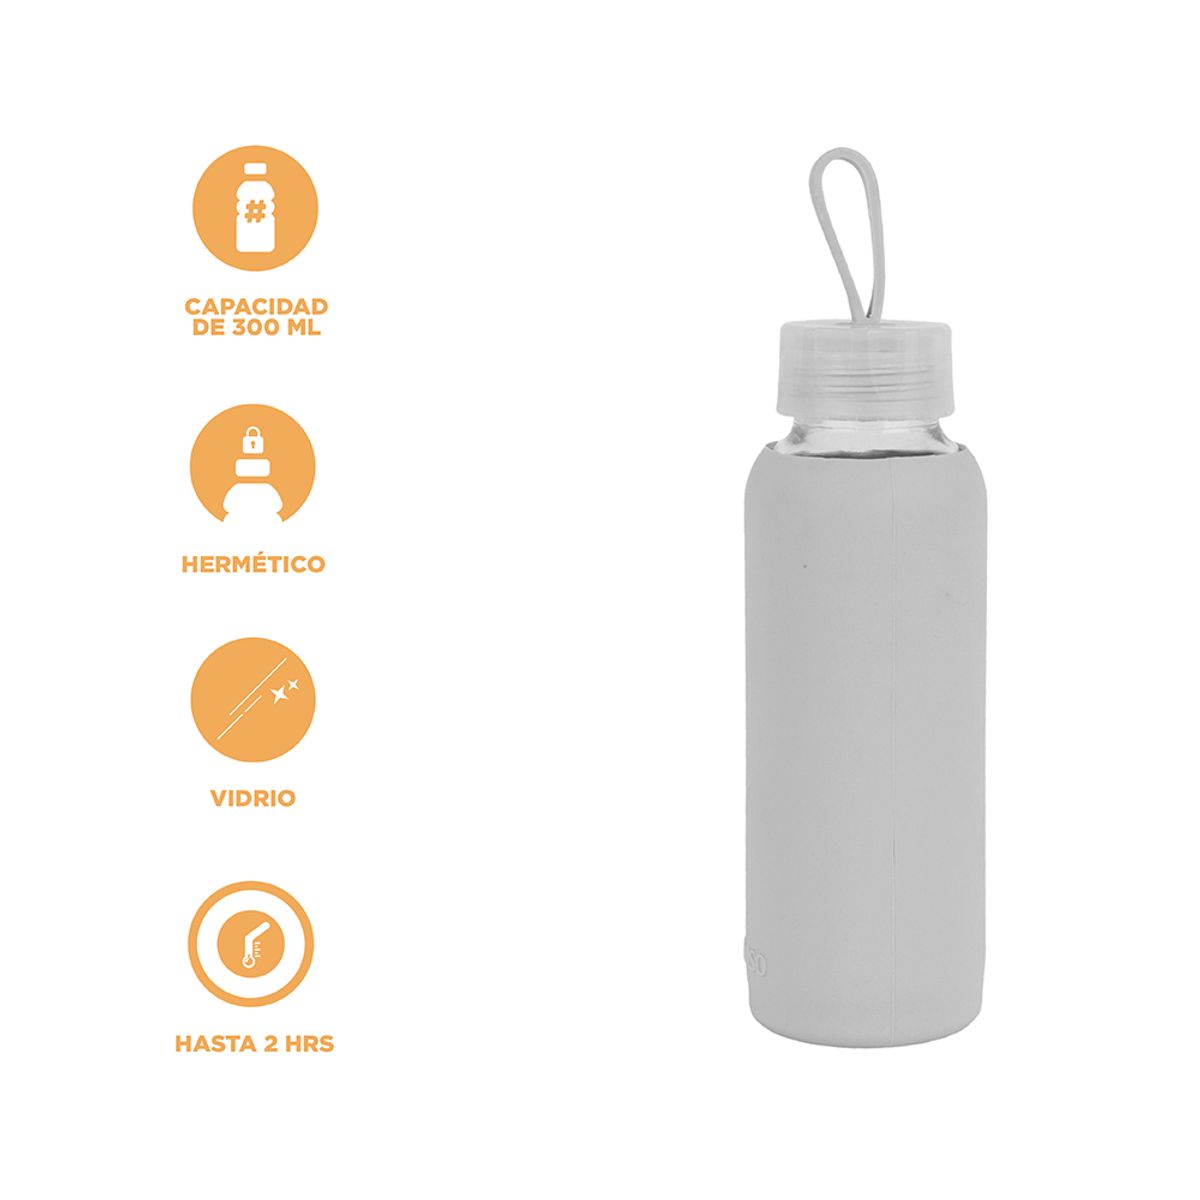 #
CAPACIDAD
DE 300 ML
HERMÉTICO
VIDRIO
HASTA 2 HRS